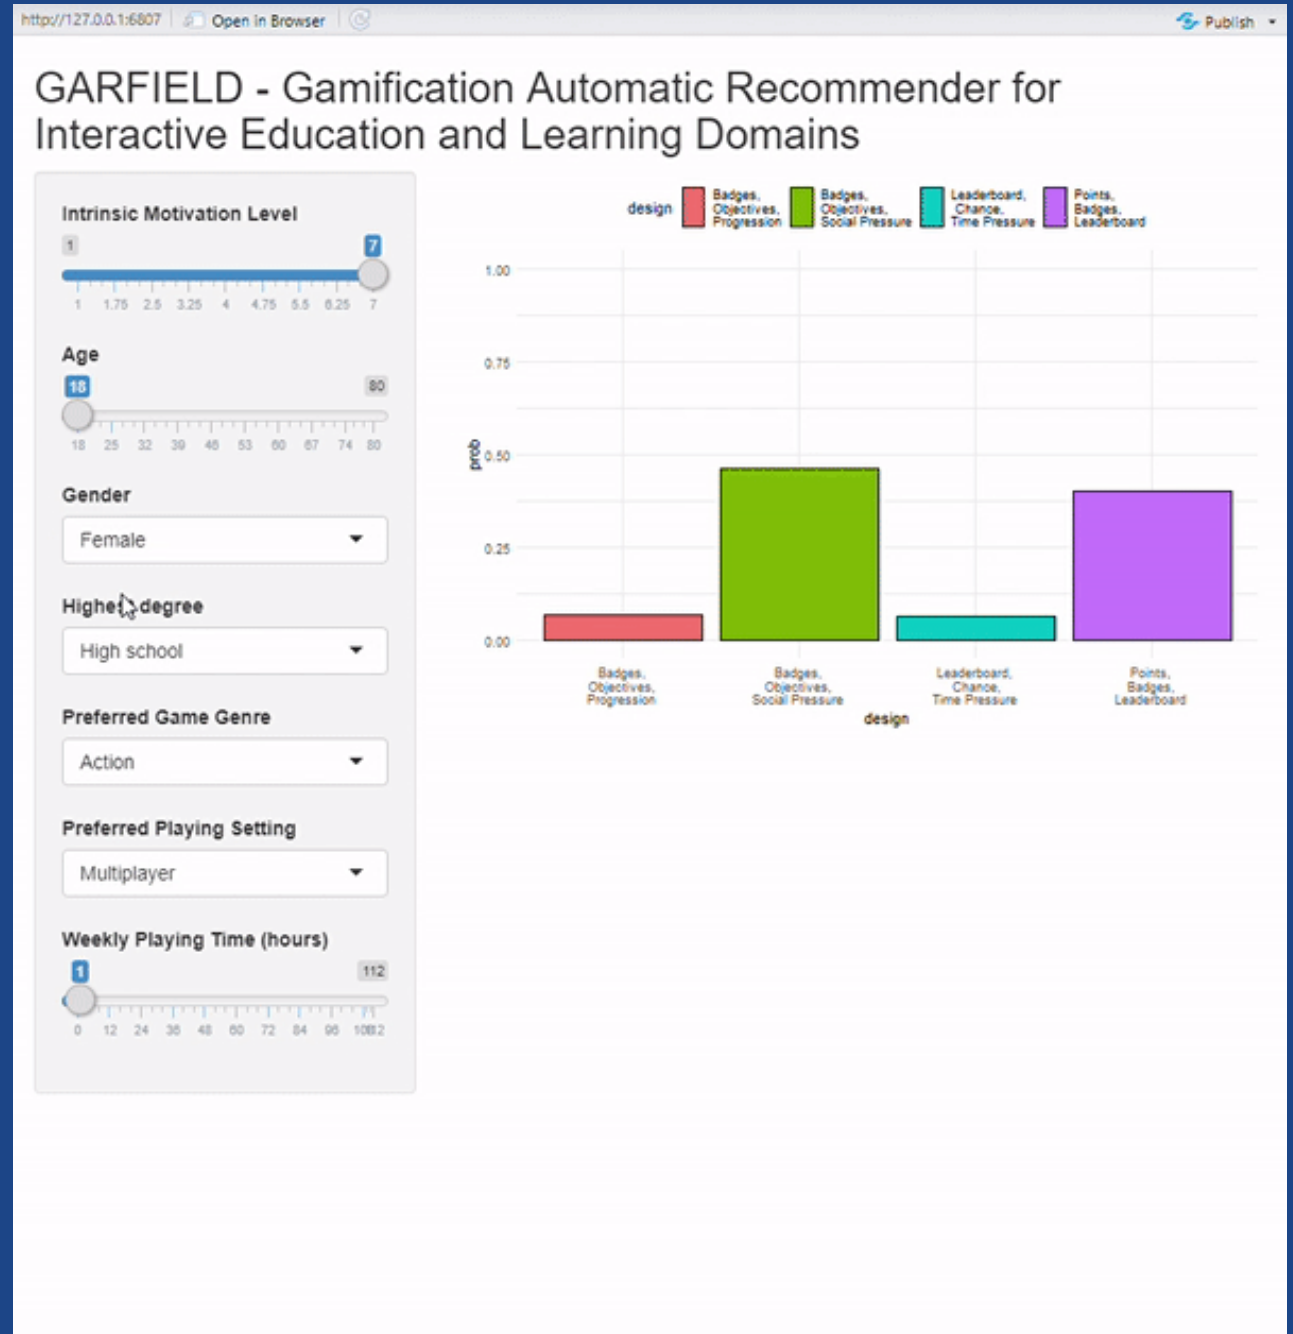 http://127.0.0.1:6807 Open in Browser Publish
GARFIELD - Gamification Automatic Recommender for
Interactive Education and Learning Domains
Intrinsic Motivation Level
1 7
1 1.75 2.5 3.25 4 4.75 5.5 6.25 7
Age
18 80
18 25 32 39 46 53 60 67 74 80
Gender
Female
Highest degree
High school
Preferred Game Genre
Action
Preferred Playing Setting
Multiplayer
Weekly Playing Time (hours)
1 112
0 12 24 36 48 60 72 84 96 108112
design
Badges,
Objectives,
Progression
Badges,
Objectives,
Social Pressure
Leaderboard,
Chance,
Time Pressure
Points,
Badges,
Leaderboard
prob
1.00
0.75
0.50
0.25
0.00
Badges,
Objectives,
Progression
Badges,
Objectives,
Social Pressure
Leaderboard,
Chance,
Time Pressure
Points,
Badges,
Leaderboard
design